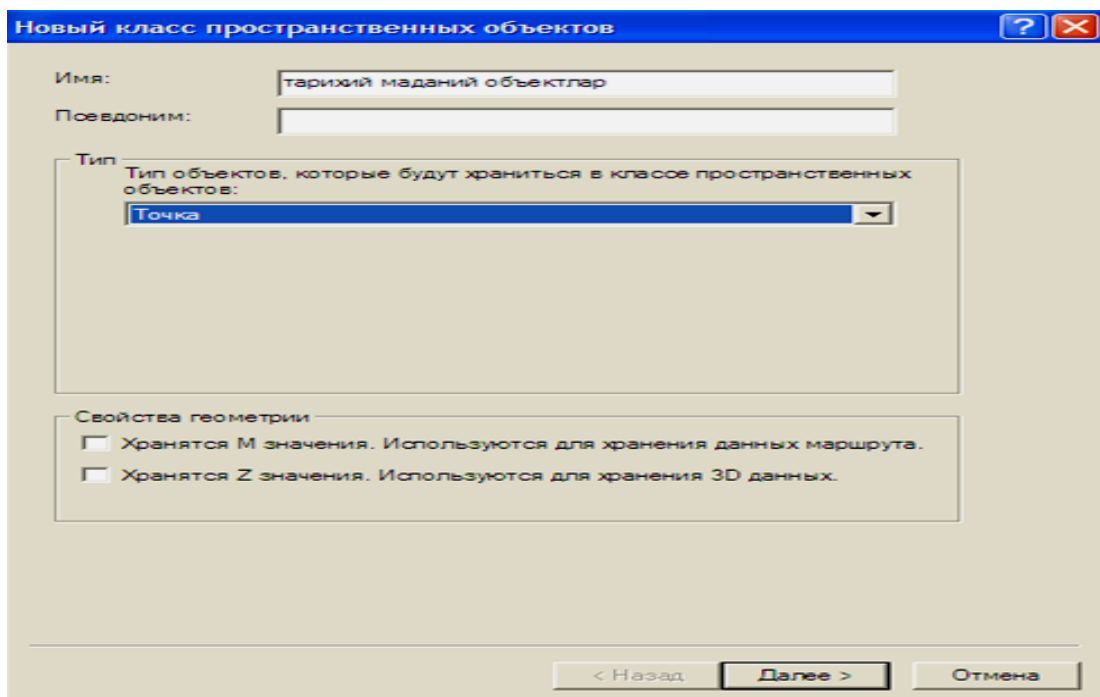 Новый класс пространственных объектов
Имя:
тарихий маданий объектлар
Псевдоним:
Тип
Тип объектов, которые будут храниться в классе пространственных
объектов:
Точка
Свойства геометрии
Хранятся М значения. Используются для хранения данных маршрута.
Хранятся Z значения. Используются для хранения 3D данных.
< Назад
Далее >
Отмена